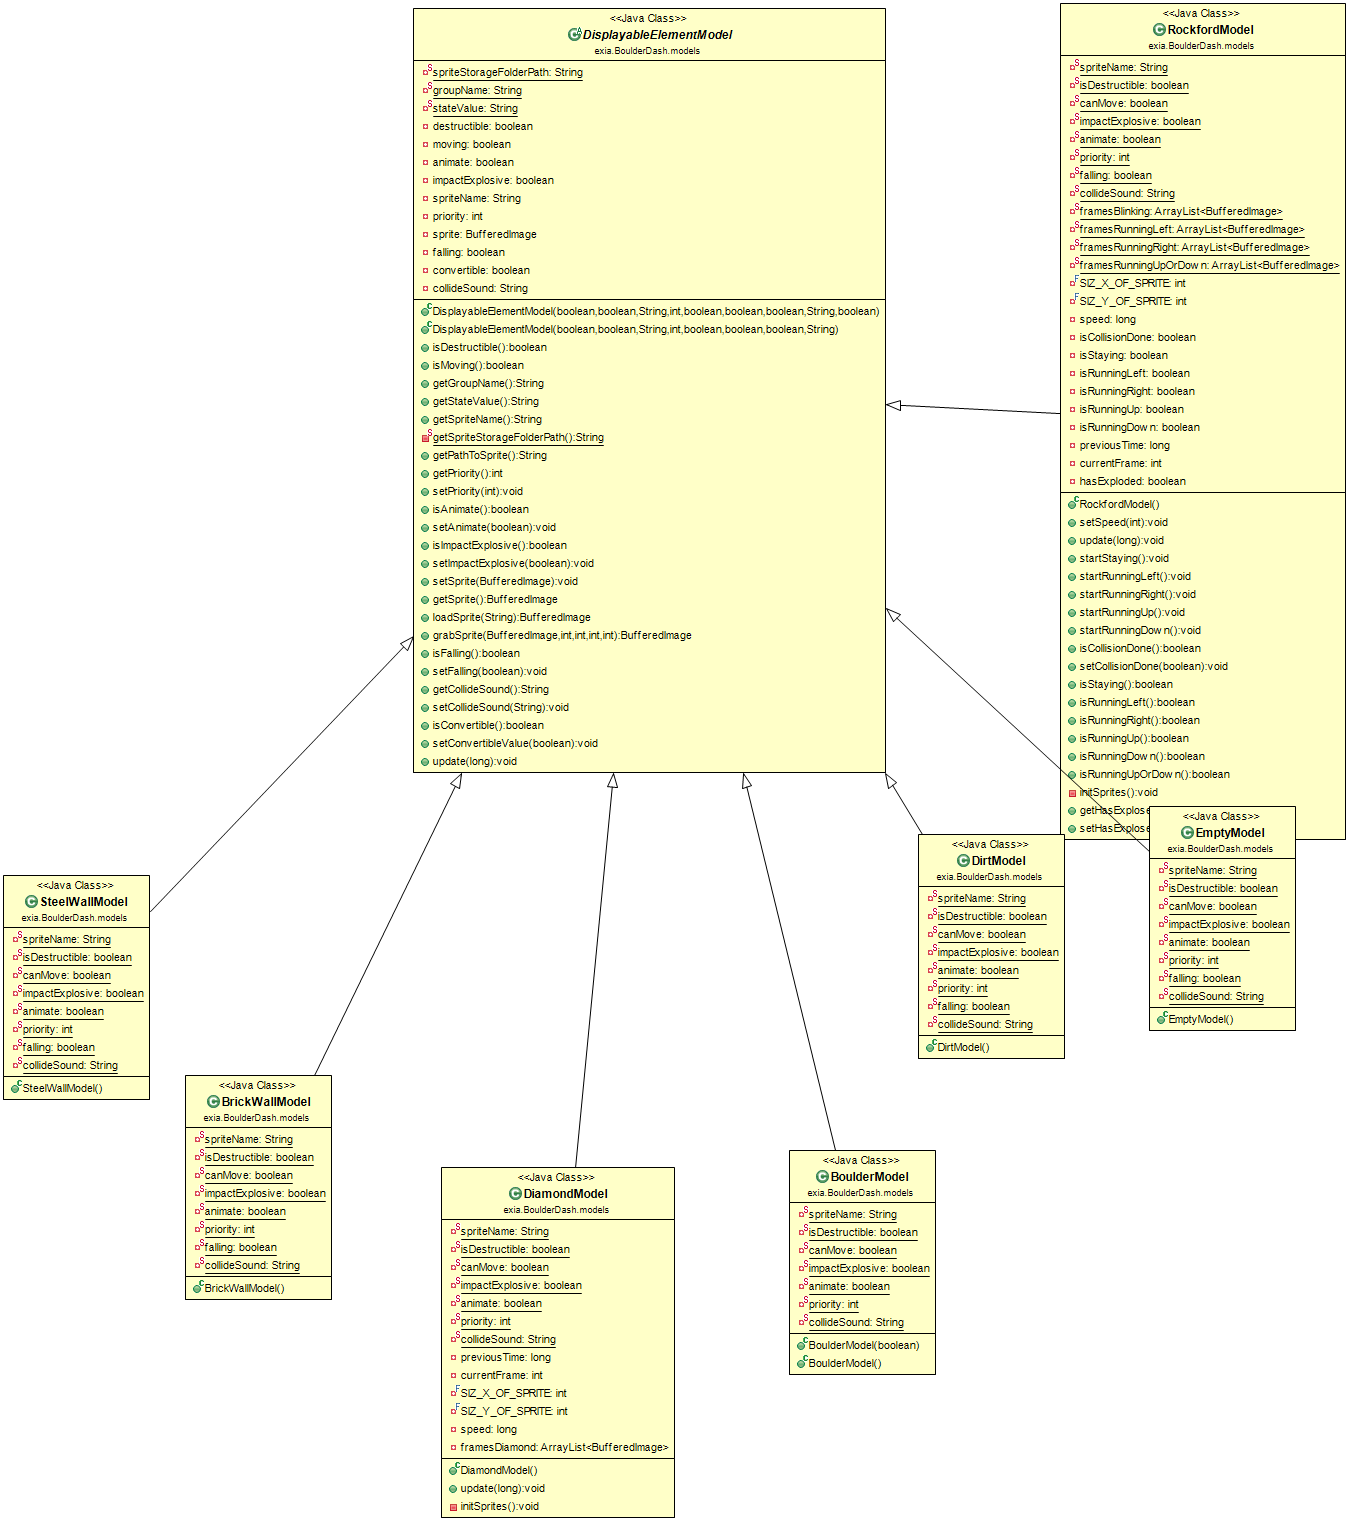 <<Java Class>>
DisplayableElementModel
exia.BoulderDash.models
spriteStorageFolderPath: String
groupName: String
stateValue: String
destructible: boolean
moving: boolean
animate: boolean
impactExplosive: boolean
spriteName: String
priority: int
sprite: BufferedImage
falling: boolean
convertible: boolean
collideSound: String
DisplayableElementModel(boolean,boolean,String,int,boolean,boolean,boolean,String,boolean)
DisplayableElementModel(boolean,boolean,String,int,boolean,boolean,boolean,String)
isDestructible():boolean
isMoving():boolean
getGroupName():String
getStateValue():String
getSpriteName():String
getSpriteStorageFolderPath():String
getPathToSprite():String
getPriority():int
setPriority(int):void
isAnimate():boolean
setAnimate(boolean):void
isImpactExplosive():boolean
setImpactExplosive(boolean):void
setSprite(BufferedImage):void
getSprite():BufferedImage
loadSprite(String):BufferedImage
grabSprite(BufferedImage,int,int,int,int):BufferedImage
isFalling():boolean
setFalling(boolean):void
getCollideSound():String
setCollideSound(String):void
isConvertible():boolean
setConvertibleValue(boolean):void
update(long):void
<<Java Class>>
RockfordModel
exia.BoulderDash.models
spriteName: String
isDestructible: boolean
canMove: boolean
impactExplosive: boolean
animate: boolean
priority: int
falling: boolean
collideSound: String
framesBlinking: ArrayList<BufferedImage>
framesRunningLeft: ArrayList<BufferedImage>
framesRunningRight: ArrayList<BufferedImage>
framesRunningUpOrDown: ArrayList<BufferedImage>
SIZ_X_OF_SPRITE: int
SIZ_Y_OF_SPRITE: int
speed: long
isCollisionDone: boolean
isStaying: boolean
isRunningLeft: boolean
isRunningRight: boolean
isRunningUp: boolean
isRunningDown: boolean
previousTime: long
currentFrame: int
hasExploded: boolean
RockfordModel()
setSpeed(int):void
update(long):void
startStaying():void
startRunningLeft():void
startRunningRight():void
startRunningUp():void
startRunningDown():void
isCollisionDone():boolean
setCollisionDone(boolean):void
isStaying():boolean
isRunningLeft():boolean
isRunningRight():boolean
isRunningUp():boolean
isRunningDown():boolean
isRunningUpOrDown():boolean
initSprites():void
getHasExplose
setHasExplose
<<Java Class>>
EmptyModel
exia.BoulderDash.models
spriteName: String
isDestructible: boolean
canMove: boolean
impactExplosive: boolean
animate: boolean
priority: int
falling: boolean
collideSound: String
EmptyModel()
<<Java Class>>
DirtModel
exia.BoulderDash.models
spriteName: String
isDestructible: boolean
canMove: boolean
impactExplosive: boolean
animate: boolean
priority: int
falling: boolean
collideSound: String
DirtModel()
<<Java Class>>
SteelWallModel
exia.BoulderDash.models
spriteName: String
isDestructible: boolean
canMove: boolean
impactExplosive: boolean
animate: boolean
priority: int
falling: boolean
collideSound: String
SteelWallModel()
<<Java Class>>
BrickWallModel
exia.BoulderDash.models
spriteName: String
isDestructible: boolean
canMove: boolean
impactExplosive: boolean
animate: boolean
priority: int
falling: boolean
collideSound: String
BrickWallModel()
<<Java Class>>
DiamondModel
exia.BoulderDash.models
spriteName: String
isDestructible: boolean
canMove: boolean
impactExplosive: boolean
animate: boolean
priority: int
collideSound: String
previousTime: long
currentFrame: int
SIZ_X_OF_SPRITE: int
SIZ_Y_OF_SPRITE: int
speed: long
framesDiamond: ArrayList<BufferedImage>
DiamondModel()
update(long):void
initSprites():void
<<Java Class>>
BoulderModel
exia.BoulderDash.models
spriteName: String
isDestructible: boolean
canMove: boolean
impactExplosive: boolean
animate: boolean
priority: int
collideSound: String
BoulderModel(boolean)
BoulderModel()